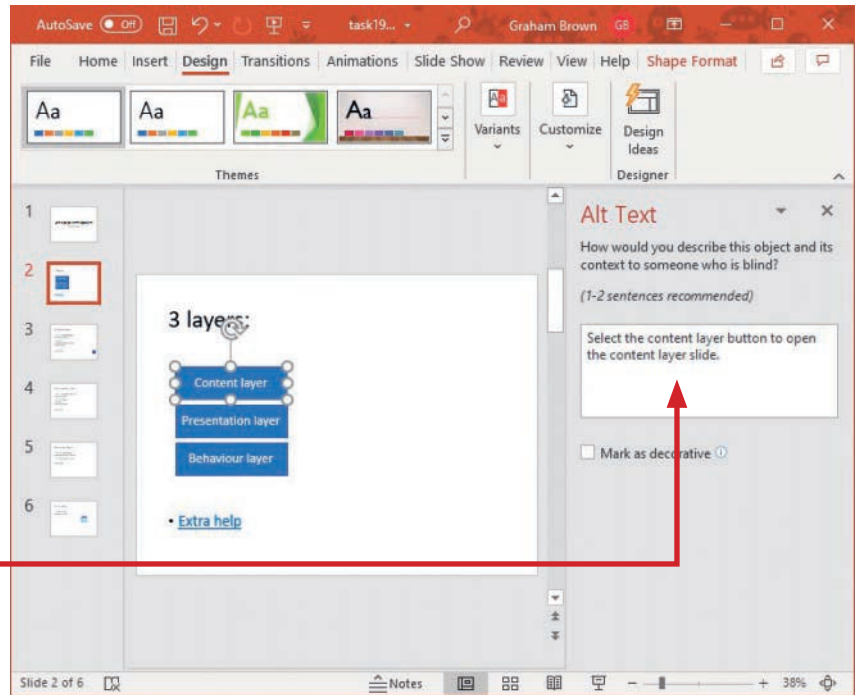 AutoSave Off task19... Graham Brown GB
File Home Insert Design Transitions Animations Slide Show Review View Help Shape Format
Aa Aa Aa Aa
Variants Customize Design
Ideas
Themes Designer
1
2
3
4
5
6
3 layers:
Content layer
Presentation layer
Behaviour layer
• Extra help
Alt Text
How would you describe this object and its
context to someone who is blind?
(1-2 sentences recommended)
Select the content layer button to open
the content layer slide.
Mark as decorative
Slide 2 of 6 Notes 38%